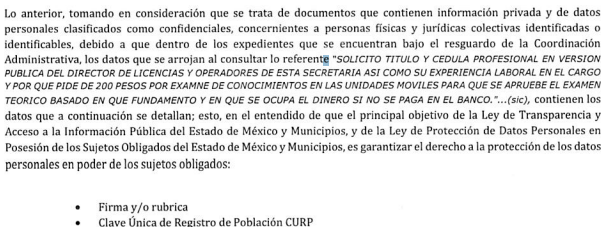 Lo anterior, tomando en consideración que se trata de documentos que contienen información privada y de datos
personales clasificados como confidenciales, concernientes a personas físicas y jurídicas colectivas identificadas o
identificables, debido a que dentro de los expedientes que se encuentran bajo el resguardo de la Coordinación
Administrativa, los datos que se arrojan al consultar lo referente "SOLICITO TITULO Y CEDULA PROFESIONAL EN VERSION
PUBLICA DEL DIRECTOR DE LICENCIAS Y OPERADORES DE ESTA SECRETARIA ASI COMO SU EXPERIENCIA LABORAL EN EL CARGO
Y POR QUE PIDE DE 200 PESOS POR EXAMNE DE CONOCIMIENTOS EN LAS UNIDADES MOVILES PARA QUE SE APRUEBE EL EXAMEN
TEORICO BASADO EN QUE FUNDAMENTO Y EN QUE SE OCUPA EL DINERO SI NO SE PAGA EN EL BANCO."...(sic), contienen los
datos que a continuación se detallan; esto, en el entendido de que el principal objetivo de la Ley de Transparencia y
Acceso a la Información Pública del Estado de México y Municipios, y de la Ley de Protección de Datos Personales en
Posesión de los Sujetos Obligados del Estado de México y Municipios, es garantizar el derecho a la protección de los datos
personales en poder de los sujetos obligados:
• Firma y/o rubrica
• Clave Única de Registro de Población CURP